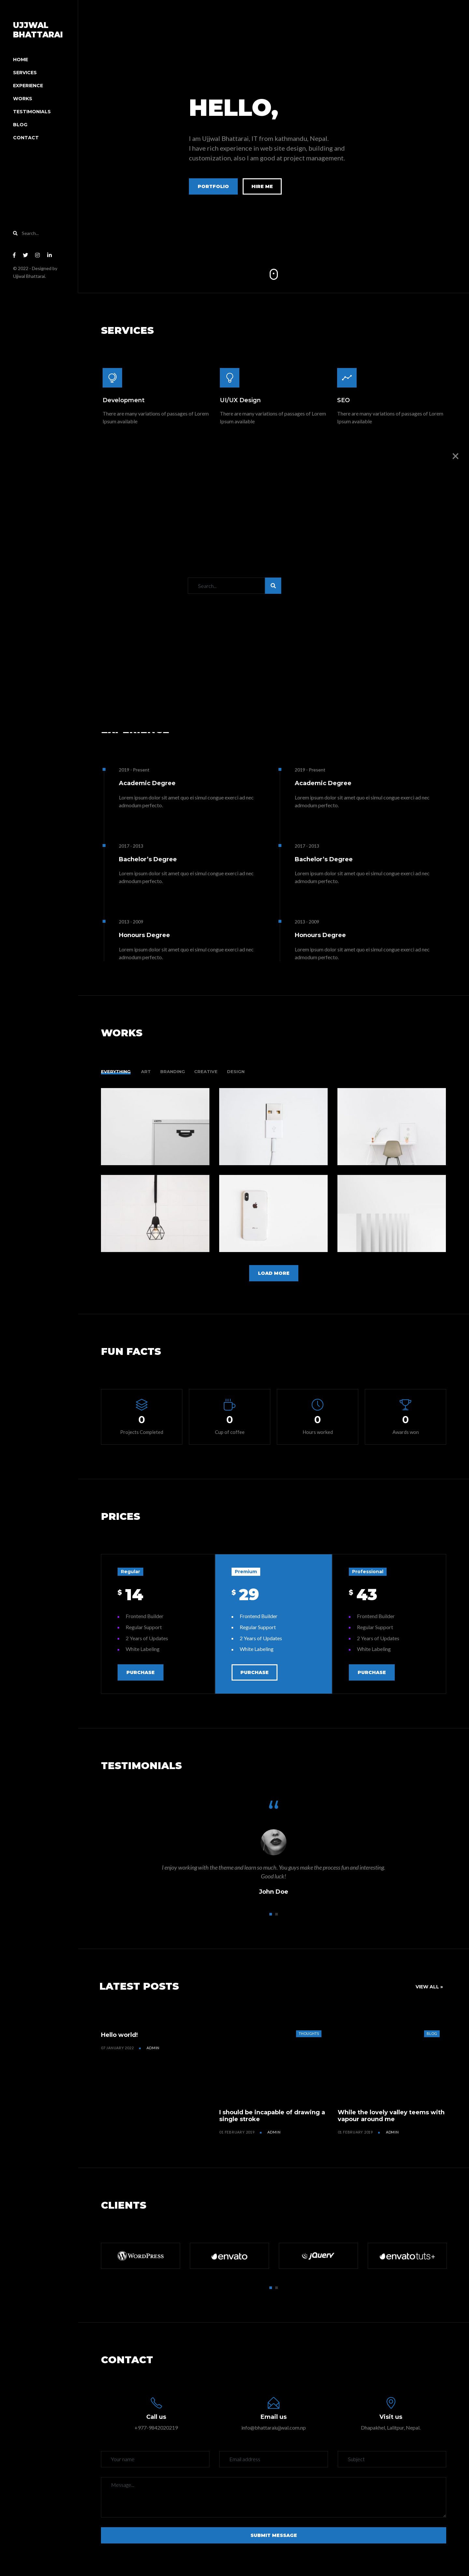 UJJWAL
BHATTARAI
HOME
SERVICES
EXPERIENCE
WORKS
TESTIMONIALS
BLOG
CONTACT
Search...
© 2022 - Designed by
Ujjwal Bhattarai.
HELLO,
I am Ujjwal Bhattarai, IT from kathmandu, Nepal.
I have rich experience in web site design, building and
customization, also I am good at project management.
PORTFOLIO
HIRE ME
SERVICES
Development
There are many variations of passages of Lorem
Ipsum available
UI/UX Design
There are many variations of passages of Lorem
Ipsum available
SEO
There are many variations of passages of Lorem
Ipsum available
Search..
EXPERIENCE
2019 - Present
Academic Degree
Lorem ipsum dolor sit amet quo ei simul congue exerci ad nec
admodum perfecto.
2017 - 2013
Bachelor's Degree
Lorem ipsum dolor sit amet quo ei simul congue exerci ad nec
admodum perfecto.
2013 - 2009
Honours Degree
Lorem ipsum dolor sit amet quo ei simul congue exerci ad nec
admodum perfecto.
2019 - Present
Academic Degree
Lorem ipsum dolor sit amet quo ei simul congue exerci ad nec
admodum perfecto.
2017 - 2013
Bachelor's Degree
Lorem ipsum dolor sit amet quo ei simul congue exerci ad nec
admodum perfecto.
2013 - 2009
Honours Degree
Lorem ipsum dolor sit amet quo ei simul congue exerci ad nec
admodum perfecto.
WORKS
EVERYTHING ART BRANDING CREATIVE DESIGN
LOAD MORE
FUN FACTS
0
Projects Completed
0
Cup of coffee
0
Hours worked
0
Awards won
PRICES
Regular
$ 14
Frontend Builder
Regular Support
2 Years of Updates
White Labeling
PURCHASE
Premium
$ 29
Frontend Builder
Regular Support
2 Years of Updates
White Labeling
PURCHASE
Professional
$ 43
Frontend Builder
Regular Support
2 Years of Updates
White Labeling
PURCHASE
TESTIMONIALS
“
I enjoy working with the theme and learn so much. You guys make the process fun and interesting.
Good luck!
John Doe
LATEST POSTS
VIEW ALL »
Hello world!
07 JANUARY 2022 ADMIN
THOUGHTS
I should be incapable of drawing a
single stroke
01 FEBRUARY 2019 ADMIN
BLOG
While the lovely valley teems with
vapour around me
01 FEBRUARY 2019 ADMIN
CLIENTS
WORDPRESS
envato
jQuery
envatotuts+
CONTACT
Call us
+977-9842020219
Email us
info@bhattaraiujjwal.com.np
Visit us
Dhapakhel, Lalitpur, Nepal.
Your name
Email address
Subject
Message...
SUBMIT MESSAGE